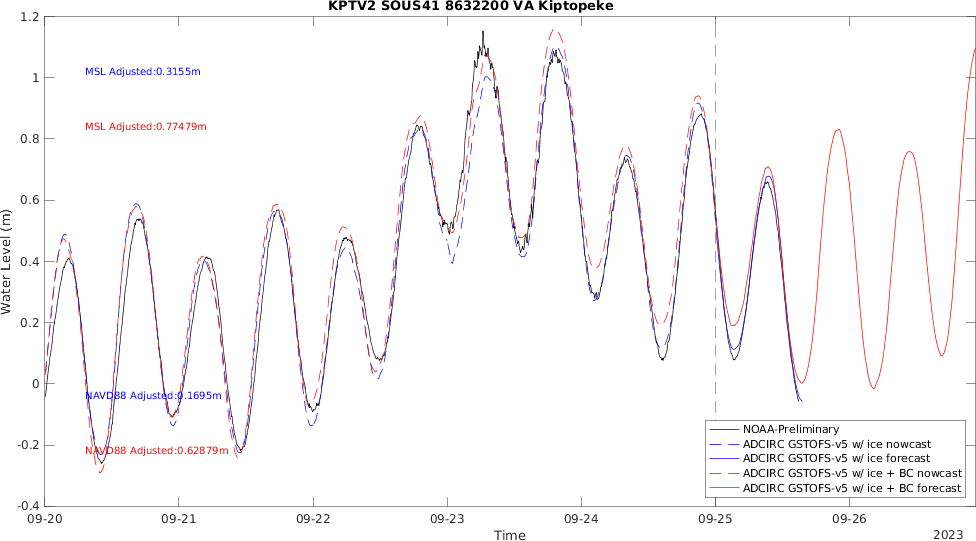 KPTV2 SOUS41 8632200 VA Kiptopeke
1.2
1
0.8
0.6
0.4
0.2
0
-0.2
-0.4
Water Level (m)
MSL Adjusted:0.3155m
MSL Adjusted:0.77479m
NAVD88 Adjusted:0.1695m
NAVD88 Adjusted:0.62879m
NOAA-Preliminary
ADCIRC GSTOFS-v5 w/ ice nowcast
ADCIRC GSTOFS-v5 w/ ice forecast
ADCIRC GSTOFS-v5 w/ ice + BC nowcast
ADCIRC GSTOFS-v5 w/ ice + BC forecast
09-20 09-21 09-22 09-23 09-24 09-25 09-26
Time
2023